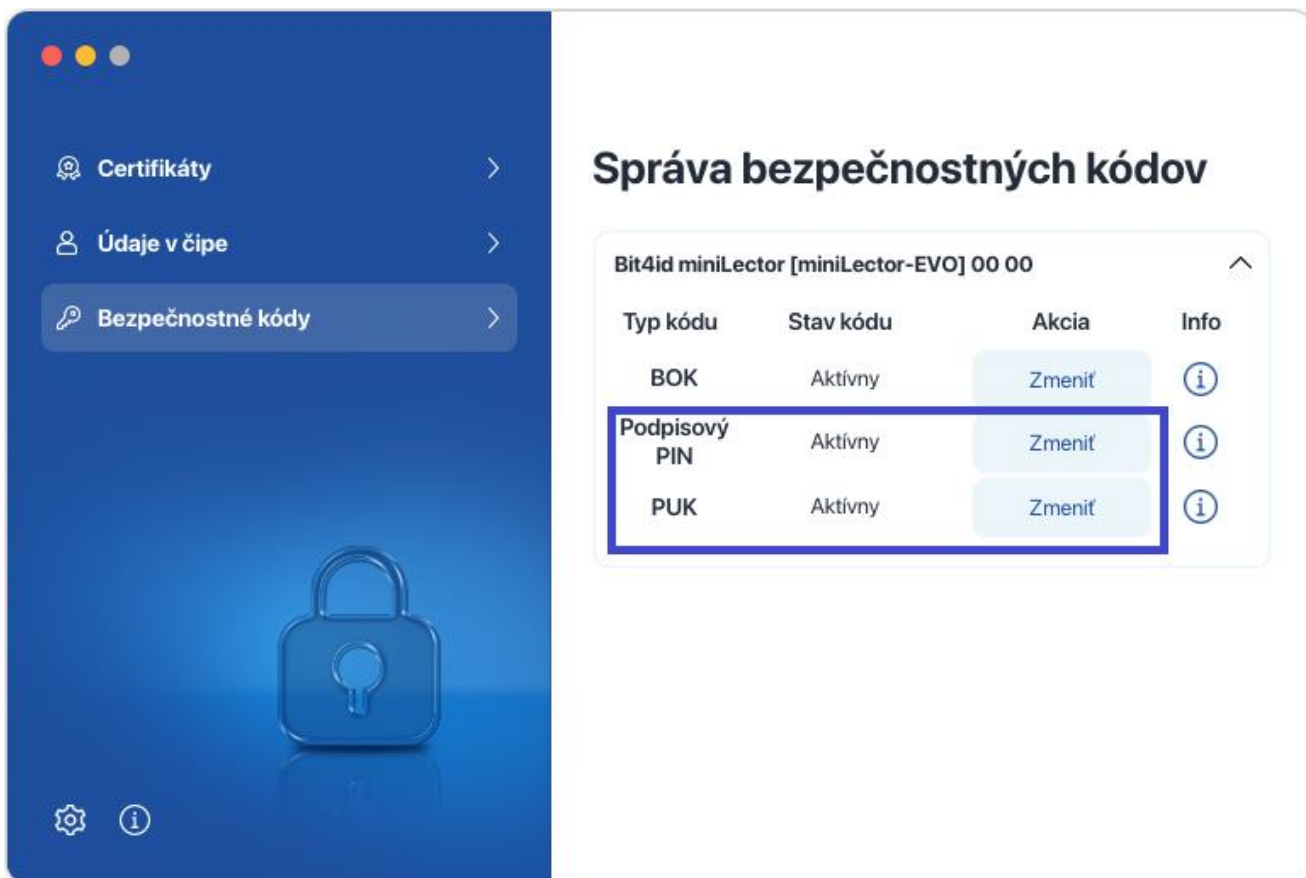 Certifikáty
Údaje v čipe
Bezpečnostné kódy
Správa bezpečnostných kódov
Bit4id miniLector [miniLector-EVO] 00 00
Typ kódu Stav kódu Akcia Info
BOK Aktívny Zmeniť
Podpisový
PIN Aktívny Zmeniť
PUK Aktívny Zmeniť